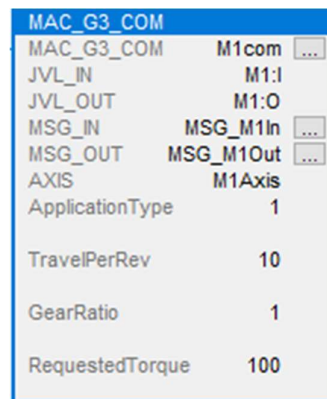 MAC_G3_COM
MAC_G3_COM M1com ...
JVL_IN M1:I
JVL_OUT M1:O
MSG_IN MSG_M1In ...
MSG_OUT MSG_M1Out ...
AXIS M1Axis
ApplicationType 1
TravelPerRev 10
GearRatio 1
RequestedTorque 100